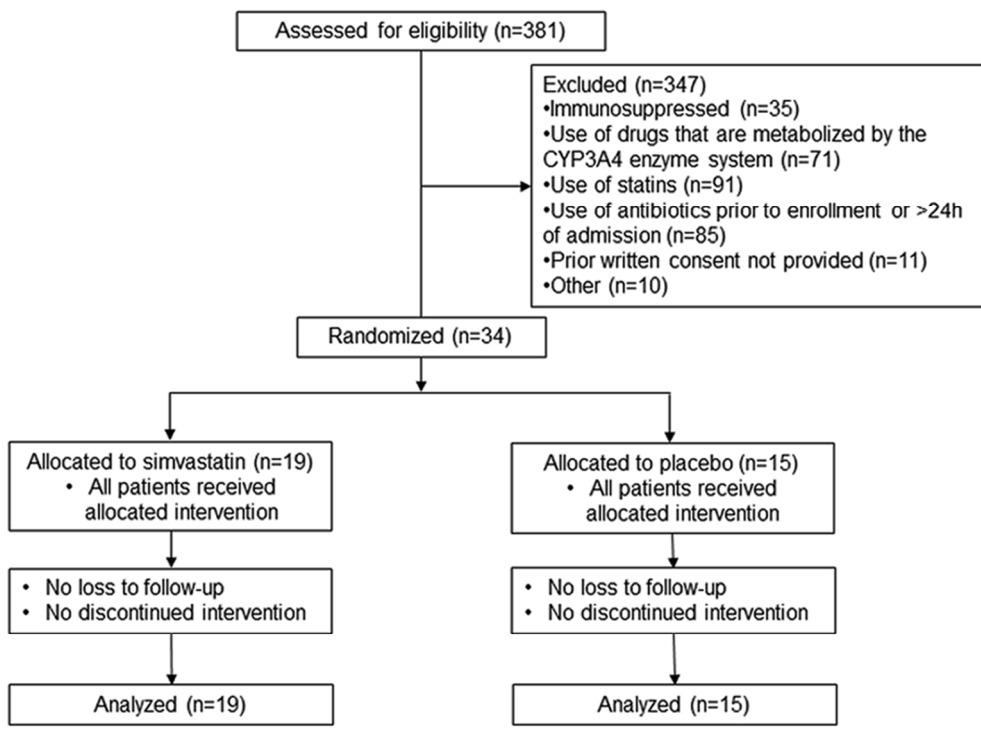 Assessed for eligibility (n=381)
Excluded (n=347)
•Immunosuppressed (n=35)
•Use of drugs that are metabolized by the
CYP3A4 enzyme system (n=71)
•Use of statins (n=91)
•Use of antibiotics prior to enrollment or >24h
of admission (n=85)
•Prior written consent not provided (n=11)
•Other (n=10)
Randomized (n=34)
Allocated to simvastatin (n=19)
• All patients received
allocated intervention
Allocated to placebo (n=15)
• All patients received
allocated intervention
• No loss to follow-up
• No discontinued intervention
• No loss to follow-up
• No discontinued intervention
Analyzed (n=19)
Analyzed (n=15)